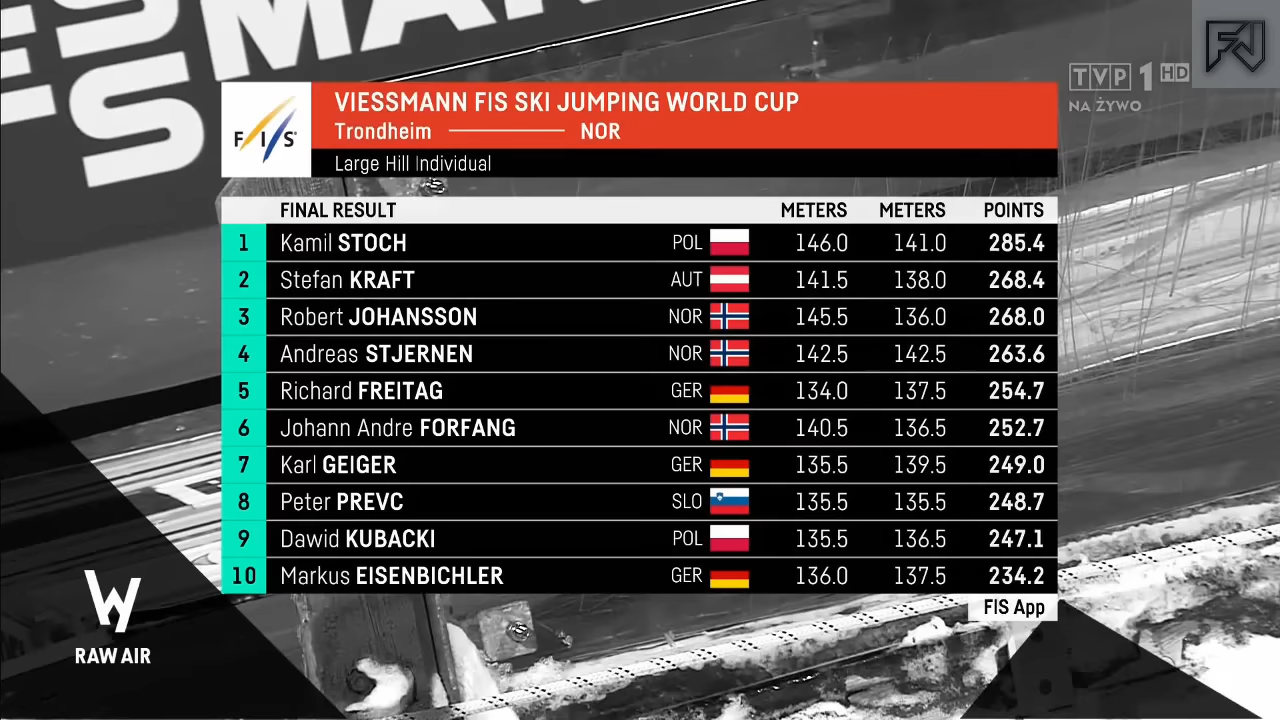 MAN
S
FIS
VIESSMANN FIS SKI JUMPING WORLD CUP
Trondheim NOR
Large Hill Individual
TVP 1 HD
NA ŻYWO
FINAL RESULT METERS METERS POINTS
1 Kamil STOCH POL 146.0 141.0 285.4
2 Stefan KRAFT AUT 141.5 138.0 268.4
3 Robert JOHANSSON NOR 145.5 136.0 268.0
4 Andreas STJERNEN NOR 142.5 142.5 263.6
5 Richard FREITAG GER 134.0 137.5 254.7
6 Johann Andre FORFANG NOR 140.5 136.5 252.7
7 Karl GEIGER GER 135.5 139.5 249.0
8 Peter PREVC SLO 135.5 135.5 248.7
9 Dawid KUBACKI POL 135.5 136.5 247.1
10 Markus EISENBICHLER GER 136.0 137.5 234.2
FIS App
RAW AIR